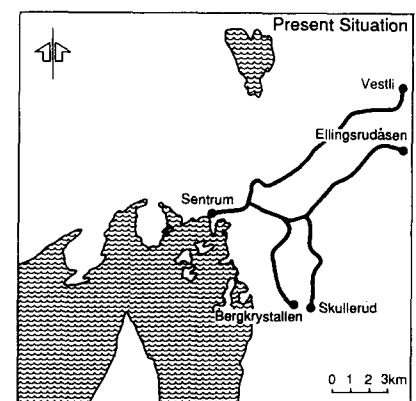 Present Situation
Vestli
Ellingsrudåsen
Sentrum
Bergkrystallen
Skullerud
0 1 2 3km